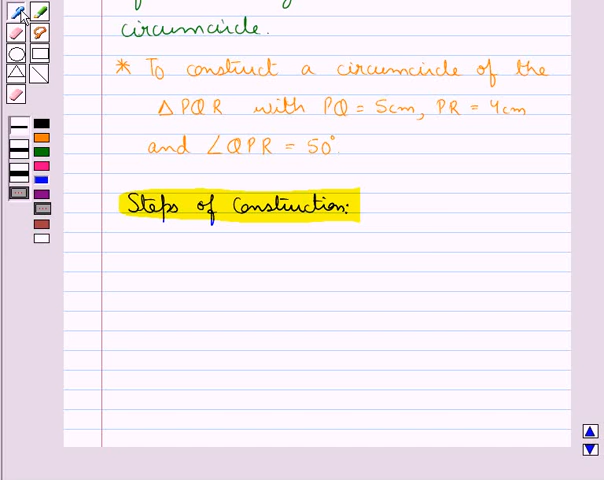 circumcircle.
* To construct a circumcircle of the
Δ PQR with PQ = 5cm, PR = 4cm
and ∠QPR = 50°.
Steps of Construction: